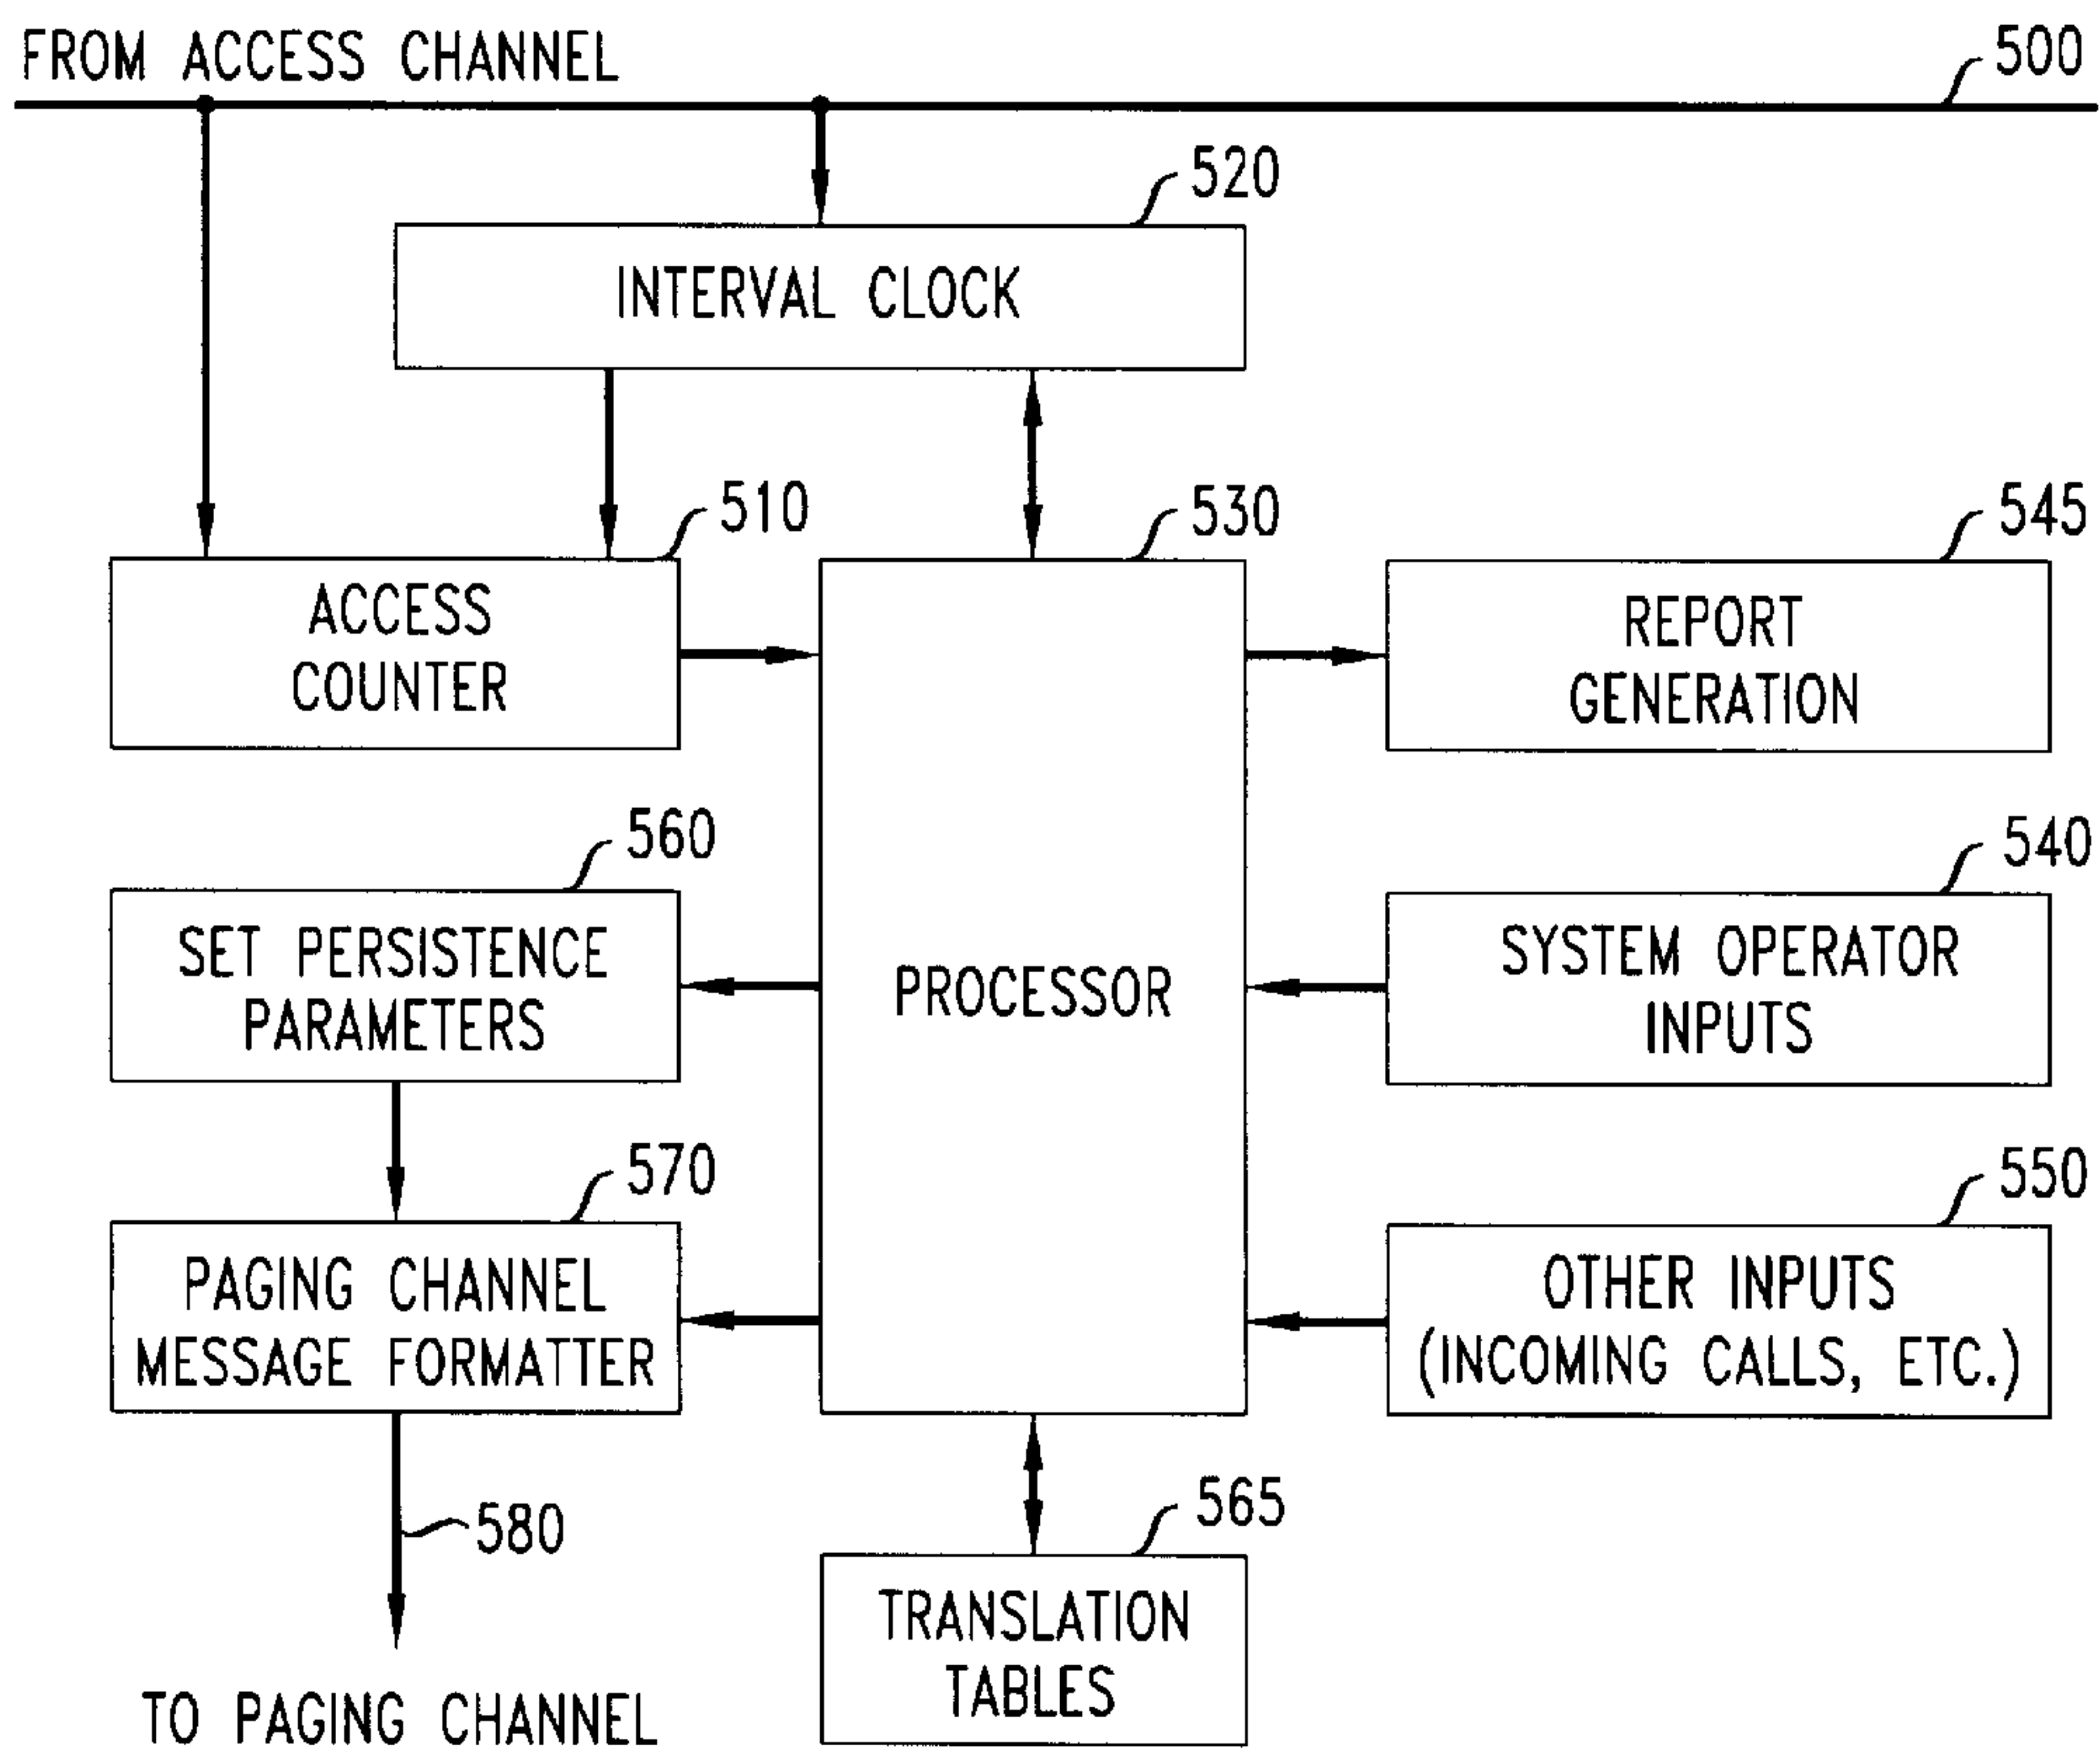 FROM ACCESS CHANNEL
500
520
INTERVAL CLOCK
510
530
545
ACCESS
COUNTER
REPORT
GENERATION
560
540
SET PERSISTENCE
PARAMETERS
PROCESSOR
SYSTEM OPERATOR
INPUTS
570
550
PAGING CHANNEL
MESSAGE FORMATTER
OTHER INPUTS
(INCOMING CALLS, ETC.)
580
565
TRANSLATION
TABLES
TO PAGING CHANNEL